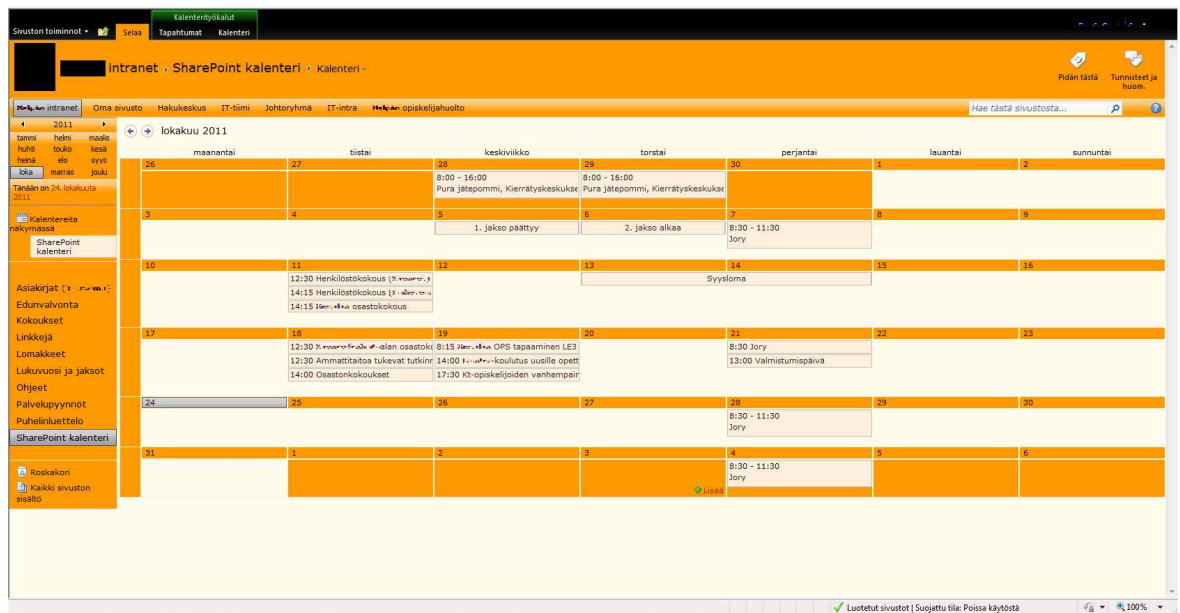 Kalenterityökalut
Sivuston toiminnot
Selaa
Tapahtumat
Kalenteri
intranet › SharePoint kalenteri › Kalenteri
Pidän tästä
Tunnisteet ja
huom.
intranet
Oma sivusto
Hakukeskus
IT-tiimi
Johtoryhmä
IT-intra
opiskelijahuolto
Hae tästä sivustosta...
2011
tammi helmi maalis
huhti touko kesä
heinä elo syys
loka marras joulu
Tänään on 24. lokakuuta
2011
Kalentereita
näkymässä
SharePoint
kalenteri
Asiakirjat
Edunvalvonta
Kokoukset
Linkkejä
Lomakkeet
Lukuvuosi ja jaksot
Ohjeet
Palvelupyynnöt
Puhelinluettelo
SharePoint kalenteri
Roskakori
Kaikki sivuston
sisältö
lokakuu 2011
maanantai tiistai keskiviikko torstai perjantai lauantai sunnuntai
26 27 28 29 30 1 2
8:00 - 16:00
Pura jätepommi, Kierrätyskeskukse
8:00 - 16:00
Pura jätepommi, Kierrätyskeskukse
3 4 5 6 7 8 9
1. jakso päättyy
2. jakso alkaa
8:30 - 11:30
Jory
10 11 12 13 14 15 16
12:30 Henkilöstökokous
14:15 Henkilöstökokous
14:15 osastokokous
Syysloma
17 18 19 20 21 22 23
12:30 alan osastoko
12:30 Ammattitaitoa tukevat tutkinr
14:00 Osastonkokoukset
8:15 OPS tapaaminen LE3
14:00 -koulutus uusille opett
17:30 Kt-opiskelijoiden vanhempair
8:30 Jory
13:00 Valmistumispäivä
24 25 26 27 28 29 30
8:30 - 11:30
Jory
31 1 2 3 4 5 6
8:30 - 11:30
Jory
Lisää
Luotetut sivustot | Suojattu tila: Poissa käytöstä
100%